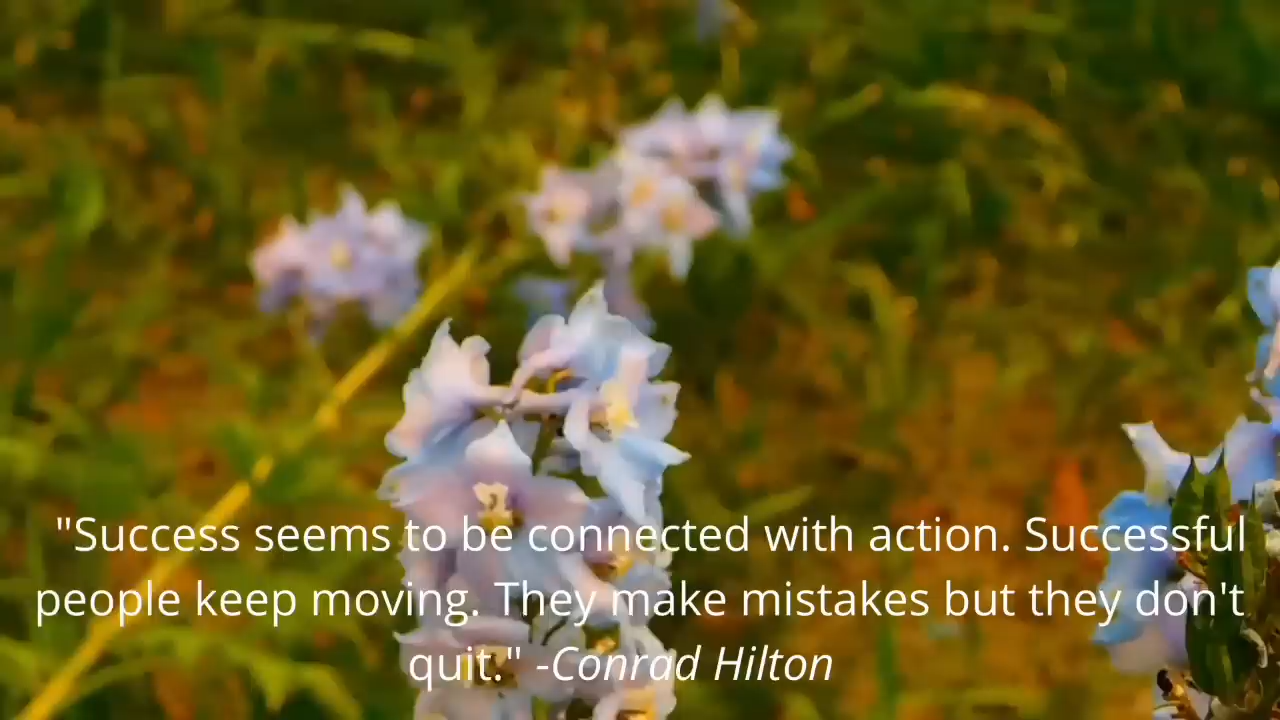 "Success seems to be connected with action. Successful
people keep moving. They make mistakes but they don't
quit." -Conrad Hilton